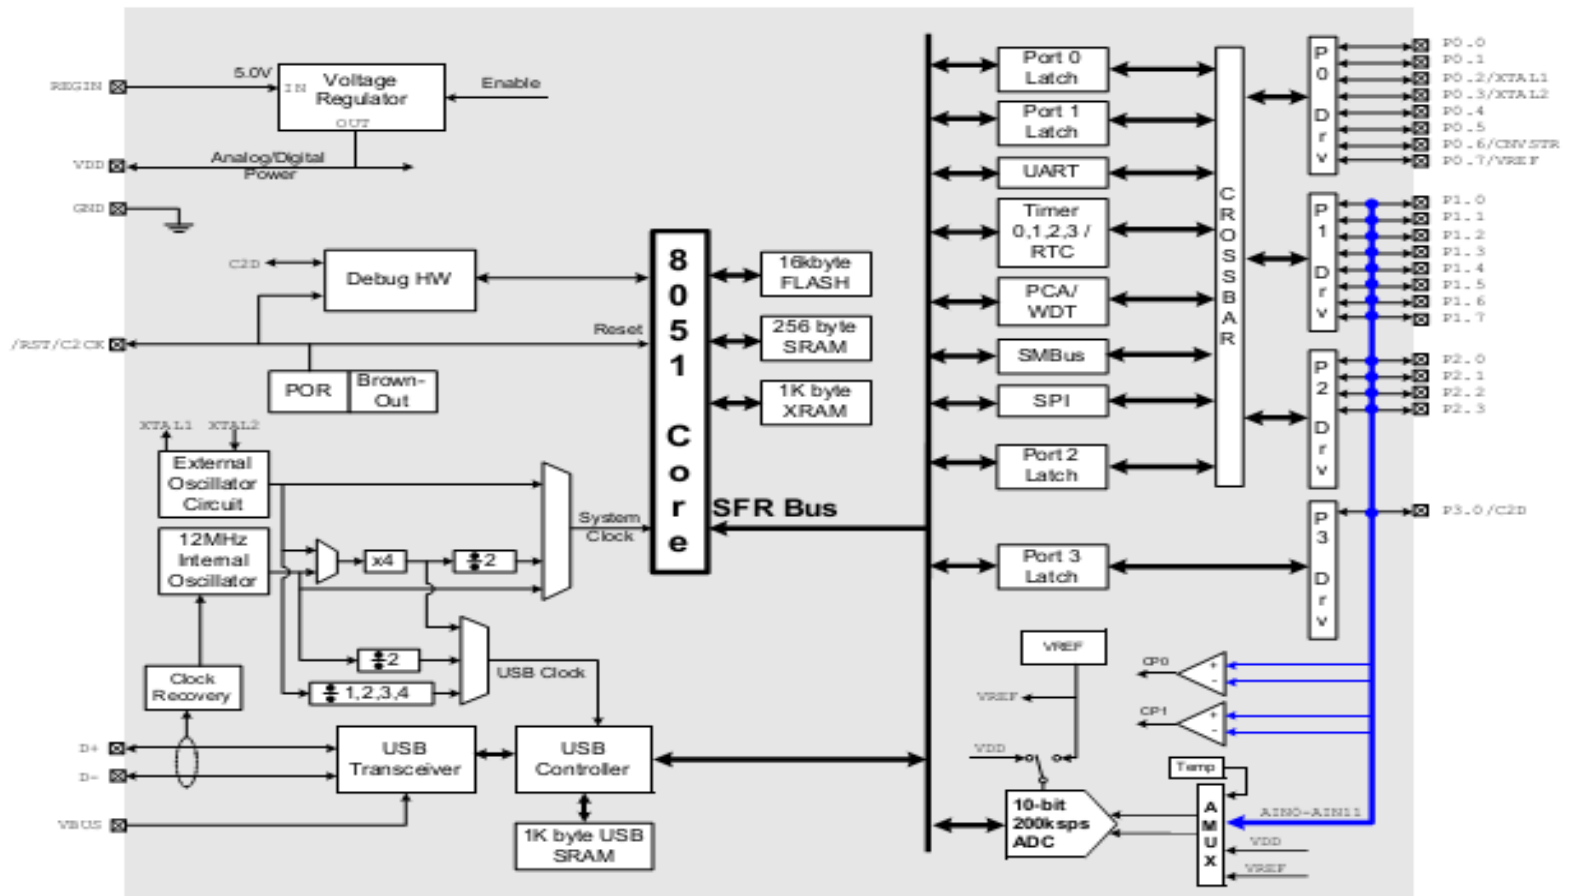 REGIN
5.0V
IN
Voltage
Regulator
OUT
Enable
VDD
Analog/Digital
Power
GND
C2D
Debug HW
/RST/C2CK
Reset
POR
Brown-
Out
XTAL1
XTAL2
External
Oscillator
Circuit
12MHz
Internal
Oscillator
x4
÷2
System
Clock
÷2
÷1,2,3,4
USB Clock
Clock
Recovery
D+
D-
VBUS
USB
Transceiver
USB
Controller
1K byte USB
SRAM
8051 Core
16kbyte
FLASH
256 byte
SRAM
1K byte
XRAM
SFR Bus
Port 0
Latch
Port 1
Latch
UART
Timer
0,1,2,3 /
RTC
PCA/
WDT
SMBus
SPI
Port 2
Latch
Port 3
Latch
CROSSBAR
P0 Drv
P1 Drv
P2 Drv
P3 Drv
P0.0
P0.1
P0.2/XTAL1
P0.3/XTAL2
P0.4
P0.5
P0.6/CNVSTR
P0.7/VREF
P1.0
P1.1
P1.2
P1.3
P1.4
P1.5
P1.6
P1.7
P2.0
P2.1
P2.2
P2.3
P3.0/C2D
VREF
VREF
VDD
CP0
+
-
CP1
+
-
Temp
10-bit
200ksps
ADC
AMUX
AIN0-AIN11
VDD
VREF